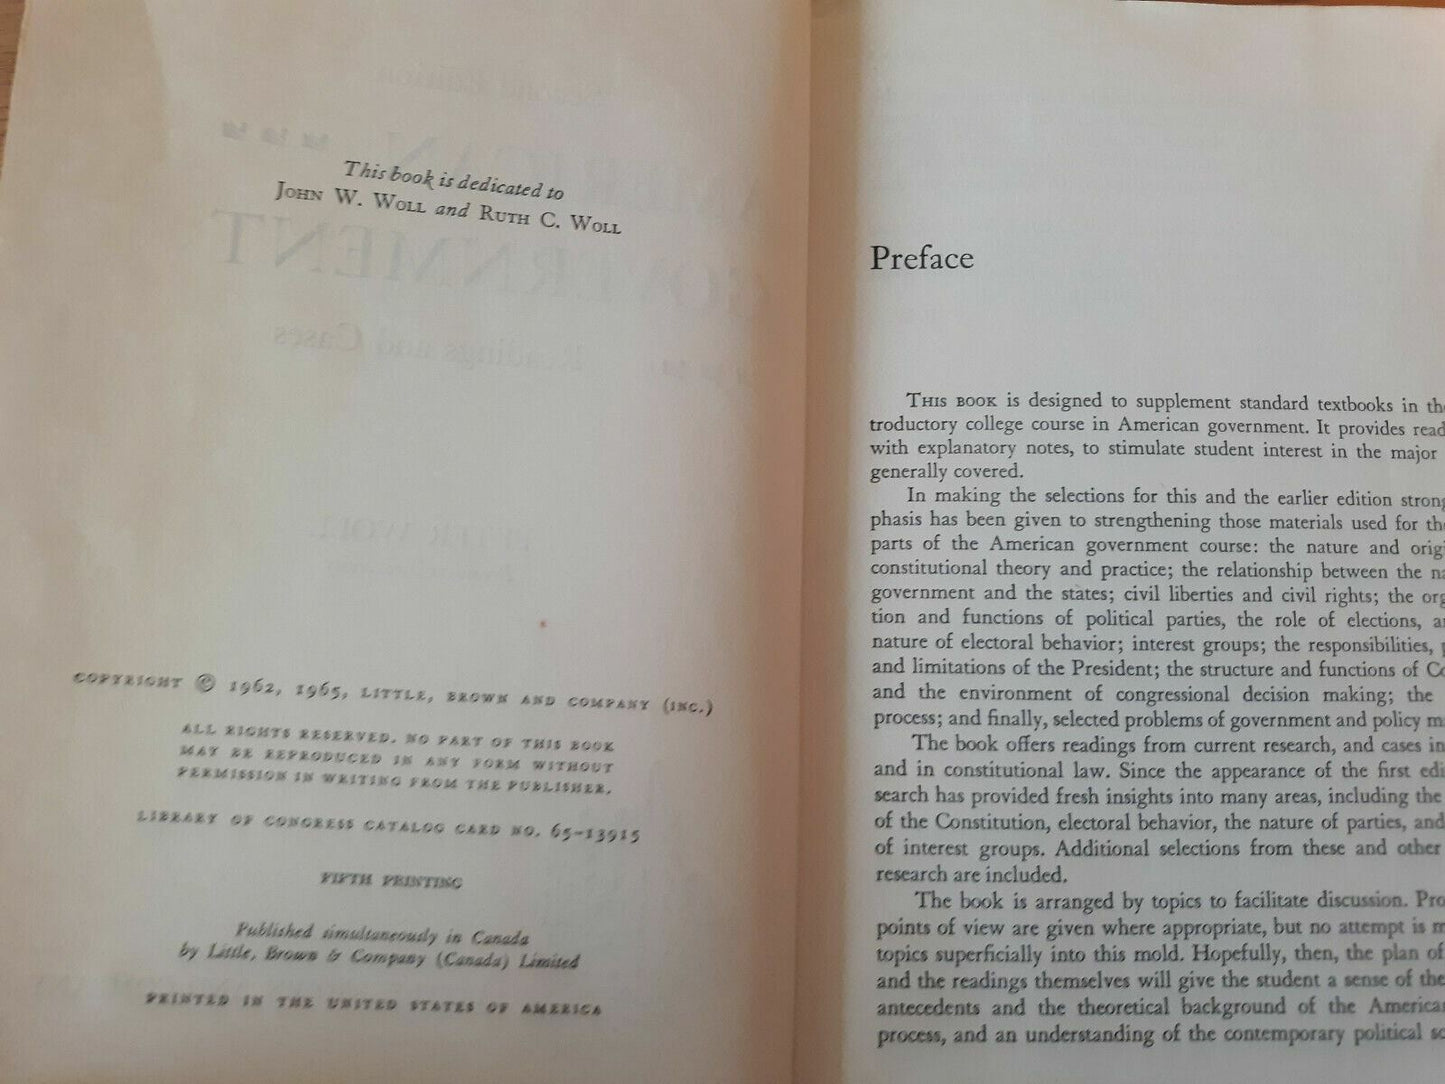 This book is dedicated to
JOHN W. WOLL and RUTH C. WOLL
COPYRIGHT © 1962, 1965, LITTLE, BROWN AND COMPANY (INC.)
ALL RIGHTS RESERVED. NO PART OF THIS BOOK
MAY BE REPRODUCED IN ANY FORM WITHOUT
PERMISSION IN WRITING FROM THE PUBLISHER.
LIBRARY OF CONGRESS CATALOG CARD NO. 65-13915
FIFTH PRINTING
Published simultaneously in Canada
by Little, Brown & Company (Canada) Limited
PRINTED IN THE UNITED STATES OF AMERICA
Preface
THIS BOOK is designed to supplement standard textbooks in the
troductory college course in American government. It provides read
with explanatory notes, to stimulate student interest in the major
generally covered.
In making the selections for this and the earlier edition strong
phasis has been given to strengthening those materials used for the
parts of the American government course: the nature and origi
constitutional theory and practice; the relationship between the na
government and the states; civil liberties and civil rights; the org
tion and functions of political parties, the role of elections, a
nature of electoral behavior; interest groups; the responsibilities, p
and limitations of the President; the structure and functions of Co
and the environment of congressional decision making; the
process; and finally, selected problems of government and policy m
The book offers readings from current research, and cases in
and in constitutional law. Since the appearance of the first edi
search has provided fresh insights into many areas, including the
of the Constitution, electoral behavior, the nature of parties, and
of interest groups. Additional selections from these and other
research are included.
The book is arranged by topics to facilitate discussion. Pro
points of view are given where appropriate, but no attempt is m
topics superficially into this mold. Hopefully, then, the plan of
and the readings themselves will give the student a sense of the
antecedents and the theoretical background of the America
process, and an understanding of the contemporary political sc